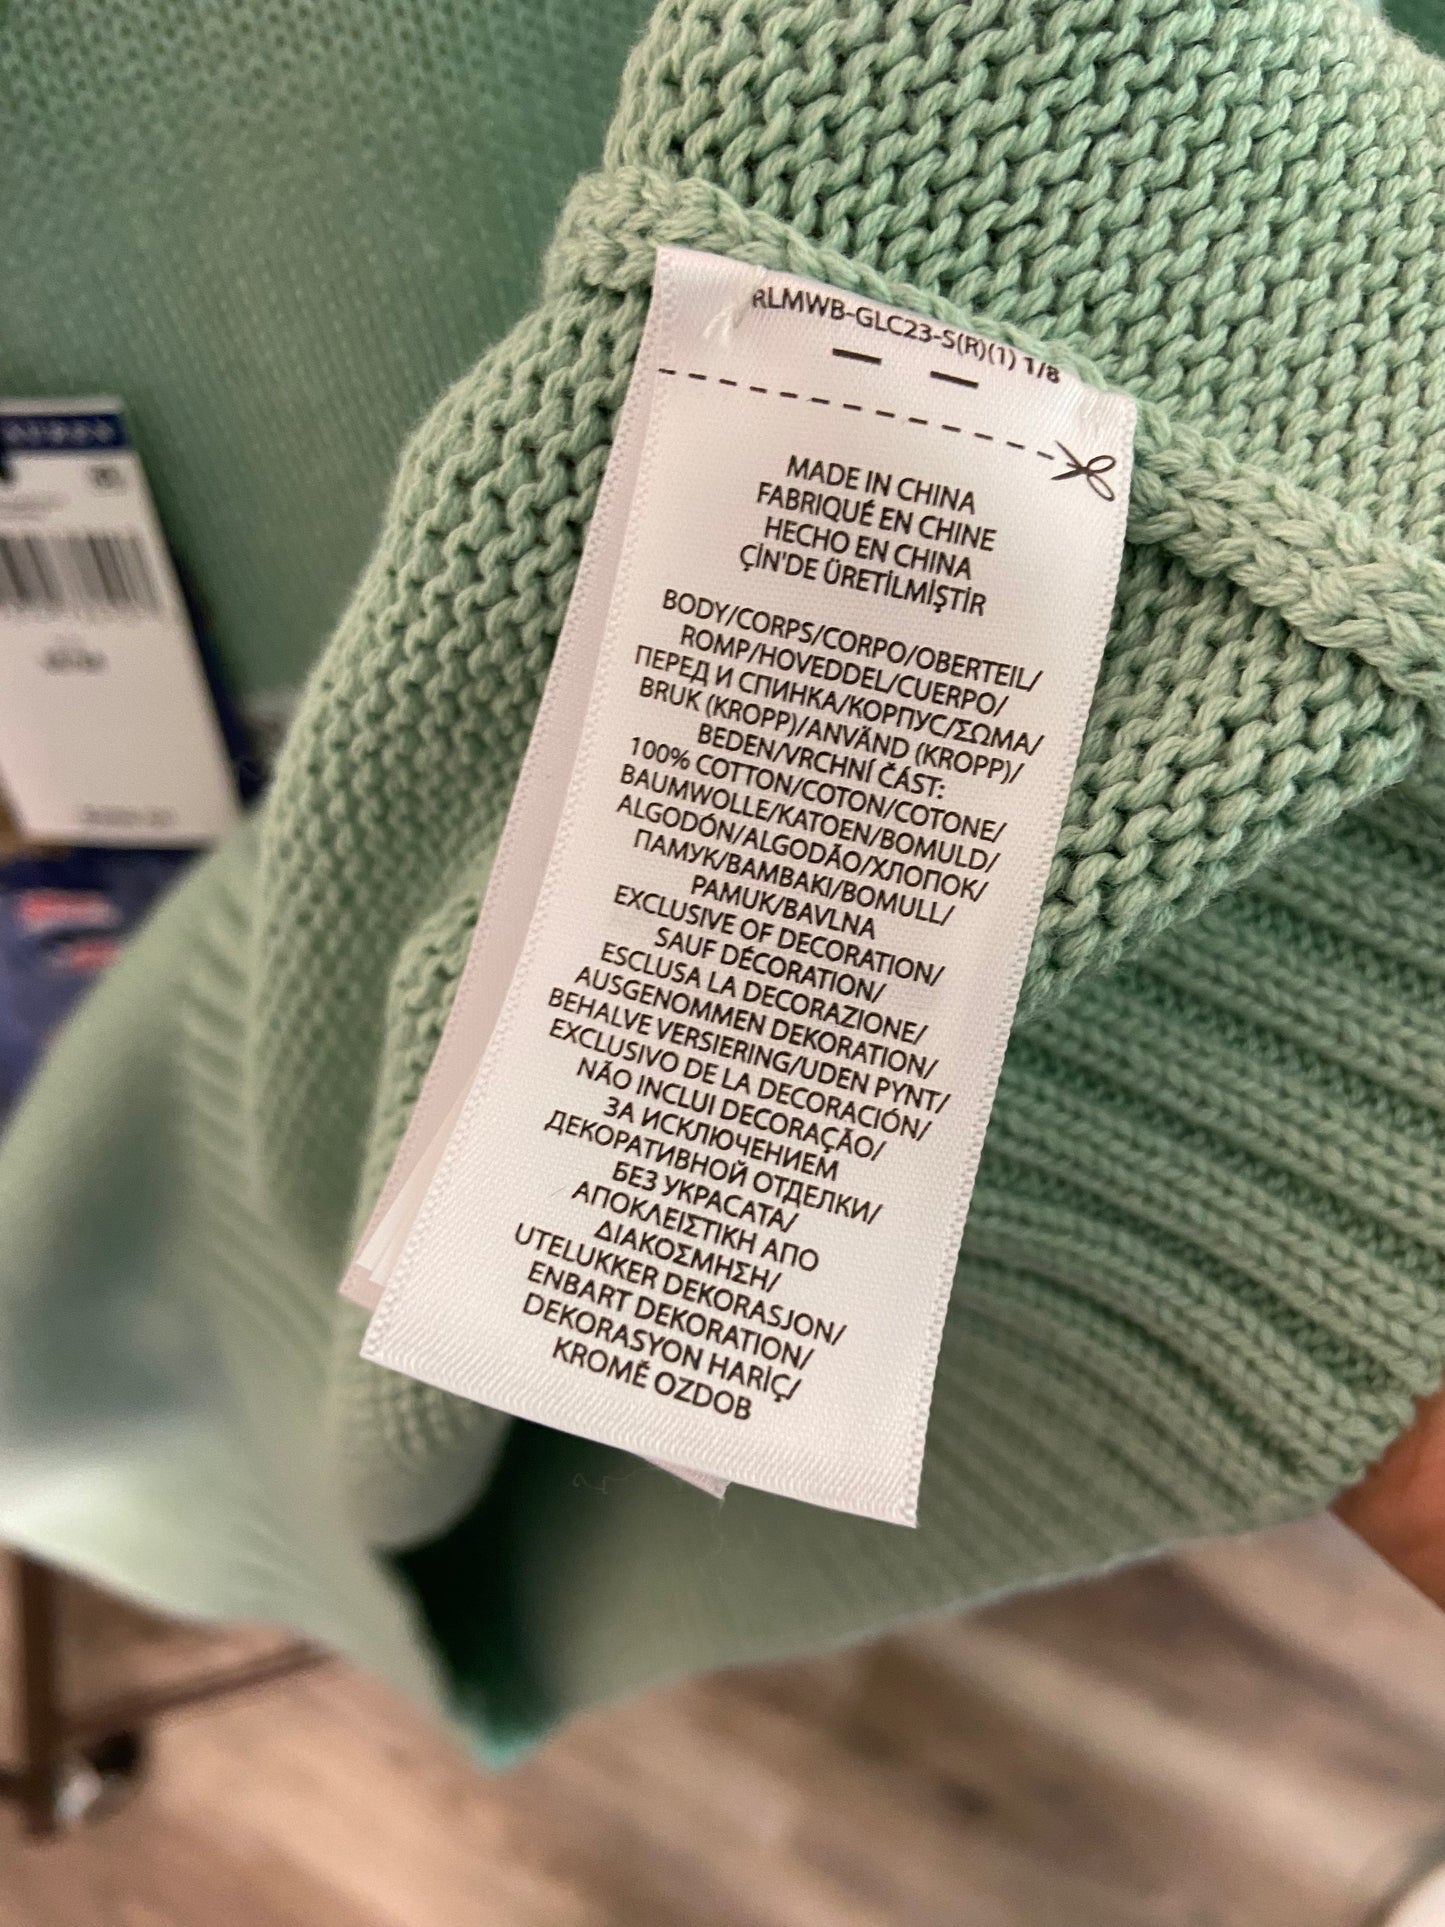 RLMWB-GLC23-S(R)(1) 1/8
MADE IN CHINA
FABRIQUÉ EN CHINE
HECHO EN CHINA
ÇİN'DE ÜRETİLMİŞTİR
BODY/CORPS/CORPO/OBERTEIL/
ROMP/HOVEDDEL/CUERPO/
ПЕРЕД И СПИНКА/КОРПУС/ΣΩΜΑ/
BRUK (KROPP)/ANVÄND (KROPP)/
BEDEN/VRCHNÍ ČÁST:
100% COTTON/COTON/COTONE/
BAUMWOLLE/KATOEN/BOMULD/
ALGODÓN/ALGODÃO/ХЛОПОК/
ПАМУК/BAMBAKI/BOMULL/
PAMUK/BAVLNA
EXCLUSIVE OF DECORATION/
SAUF DÉCORATION/
ESCLUSA LA DECORAZIONE/
AUSGENOMMEN DEKORATION/
BEHALVE VERSIERING/UDEN PYNT/
EXCLUSIVO DE LA DECORACIÓN/
NÃO INCLUI DECORAÇÃO/
ЗА ИСКЛЮЧЕНИЕМ
ДЕКОРАТИВНОЙ ОТДЕЛКИ/
БЕЗ УКРАСАТА/
ΑΠΟΚΛΕΙΣΤΙΚΗ ΑΠΟ
ΔΙΑΚΟΣΜΗΣΗ/
UTELUKKER DEKORASJON/
ENBART DEKORATION/
DEKORASYON HARİÇ/
KROMĚ OZDOB